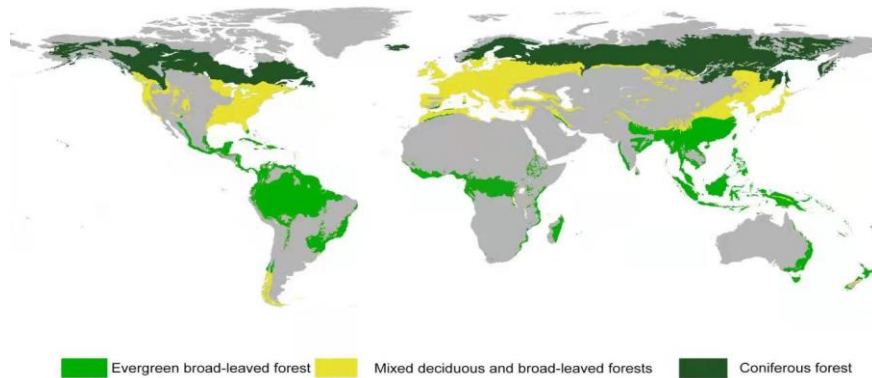 Evergreen broad-leaved forest
Mixed deciduous and broad-leaved forests
Coniferous forest